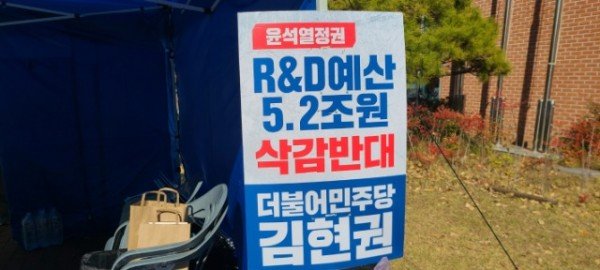 윤석열정권
R&D예산
5.2조원
삭감반대
더불어민주당
김현권